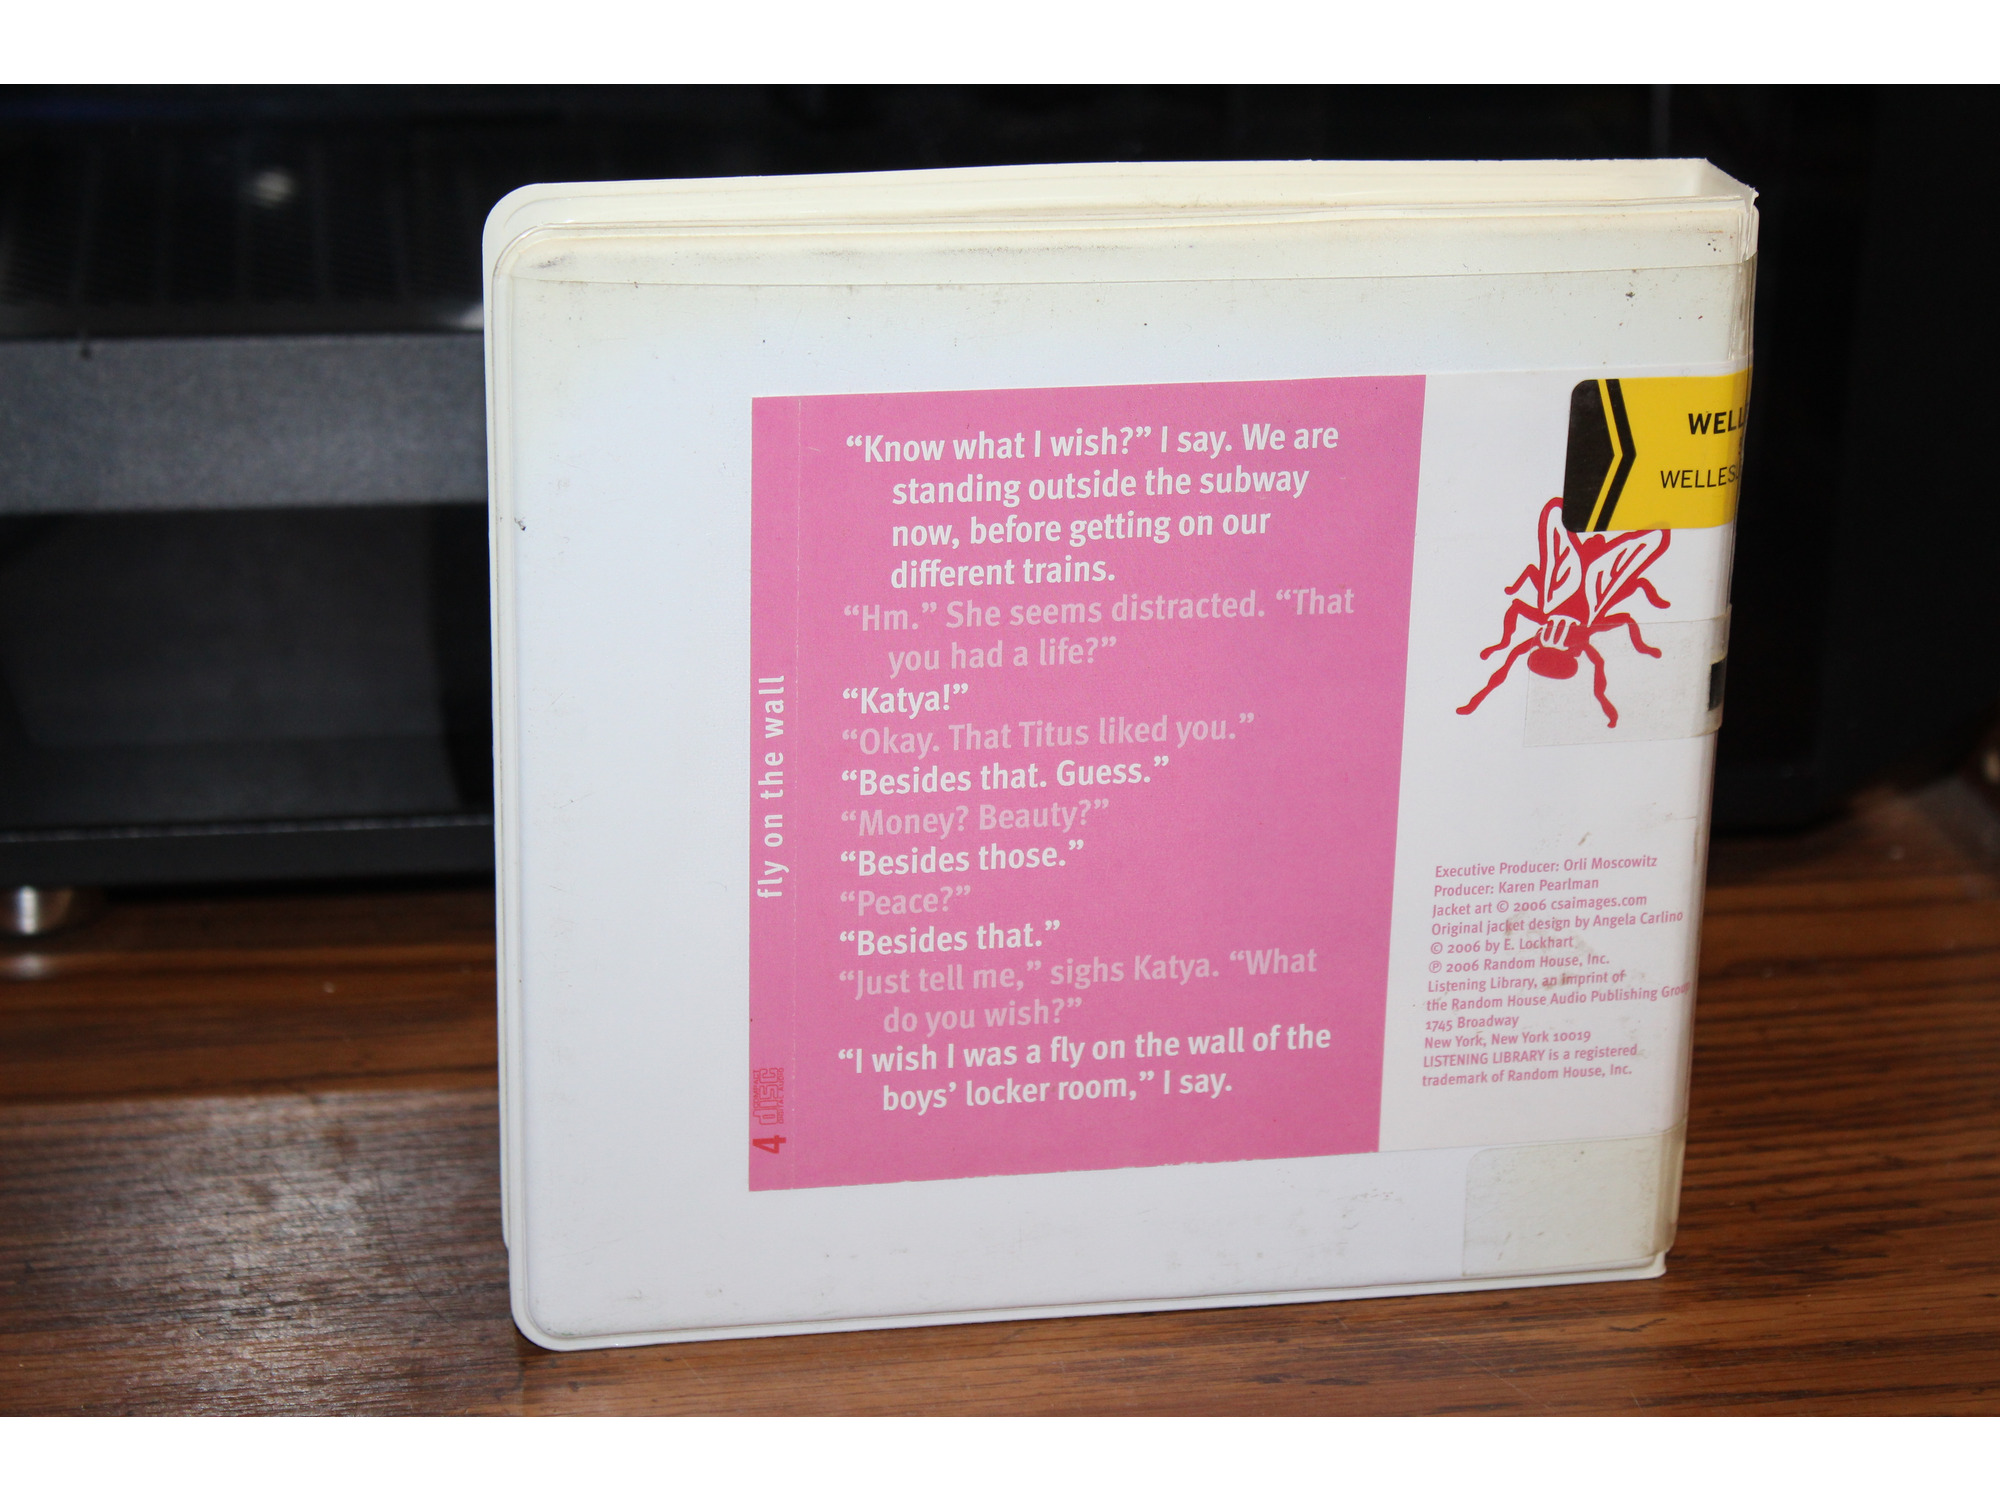 “Know what I wish?” I say. We are
standing outside the subway
now, before getting on our
different trains.
“Hm.” She seems distracted. “That
you had a life?”
“Katya!”
“Okay. That Titus liked you.”
“Besides that. Guess.”
“Money? Beauty?”
“Besides those.”
“Peace?”
“Besides that.”
“Just tell me,” sighs Katya. “What
do you wish?”
“I wish I was a fly on the wall of the
boys’ locker room,” I say.
fly on the wall
4
COMPACT
disc
DIGITAL AUDIO
WELL
WELLES
Executive Producer: Orli Moscowitz
Producer: Karen Pearlman
Jacket art © 2006 csaimages.com
Original jacket design by Angela Carlino
© 2006 by E. Lockhart
℗ 2006 Random House, Inc.
Listening Library, an imprint of
the Random House Audio Publishing Group
1745 Broadway
New York, New York 10019
LISTENING LIBRARY is a registered
trademark of Random House, Inc.